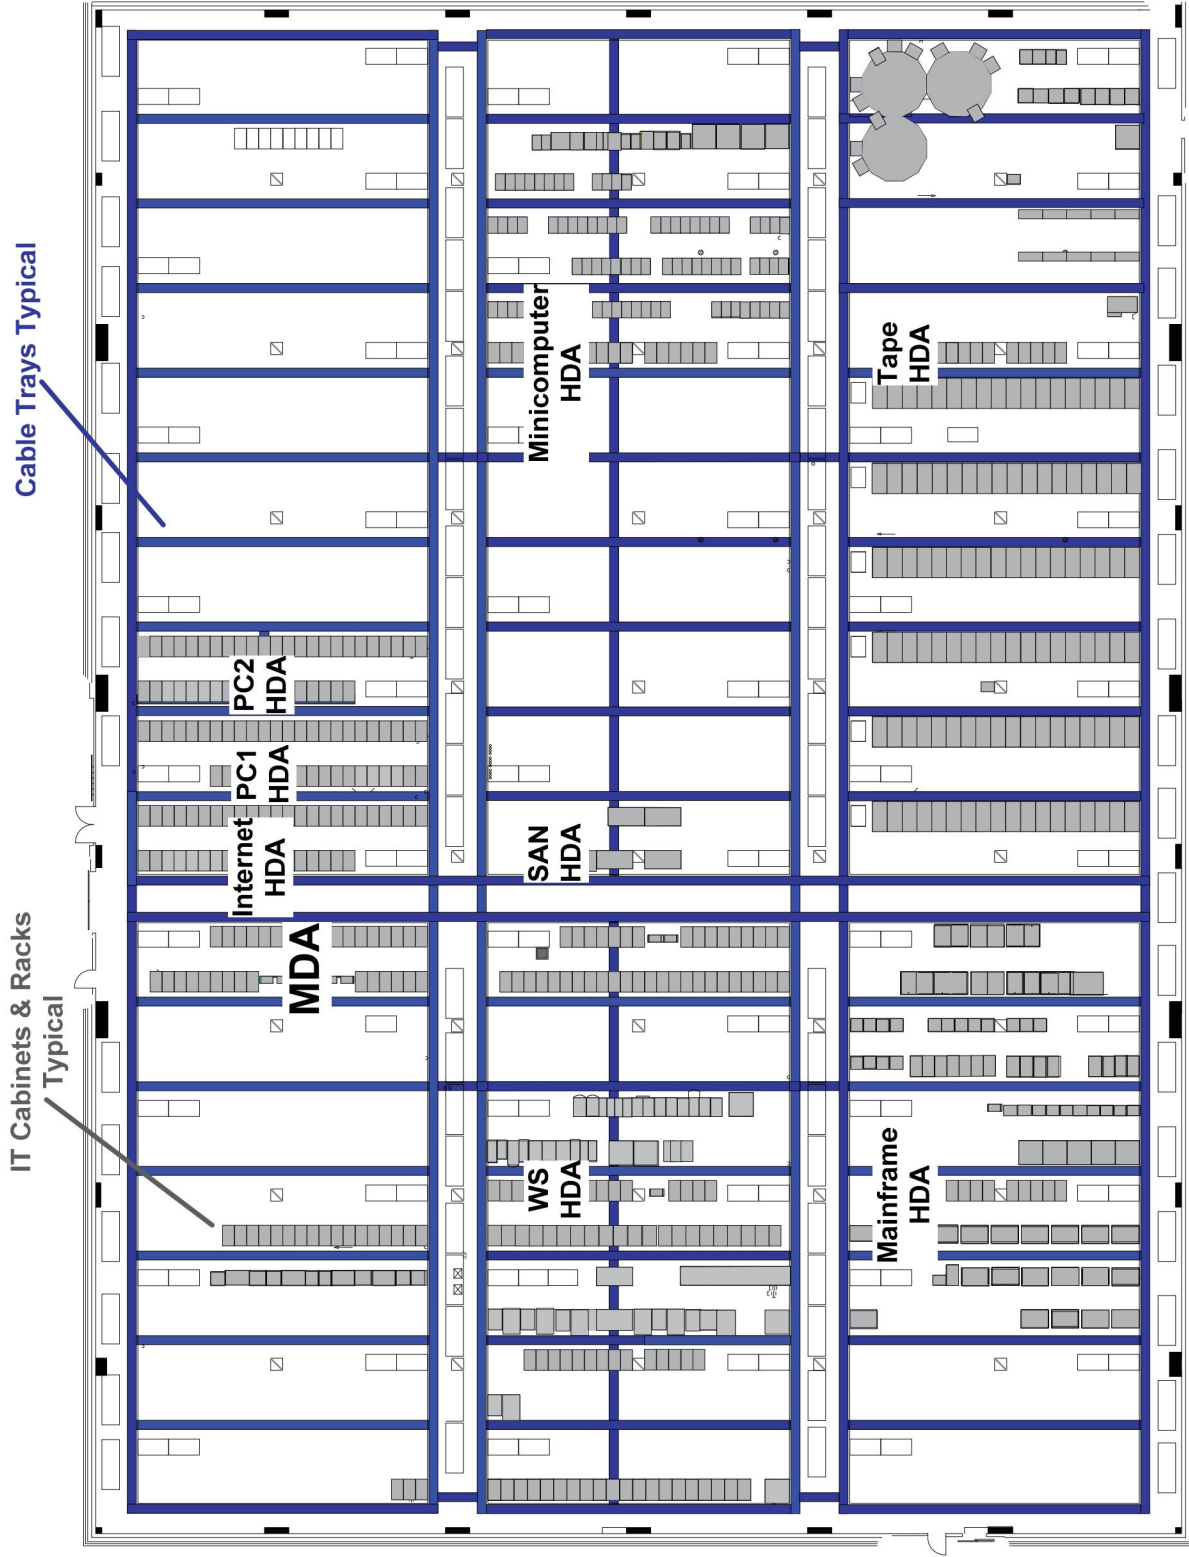 IT Cabinets & Racks
Typical
Cable Trays Typical
MDA
Internet
HDA
PC1
HDA
PC2
HDA
WS
HDA
SAN
HDA
Minicomputer
HDA
Mainframe
HDA
Tape
HDA